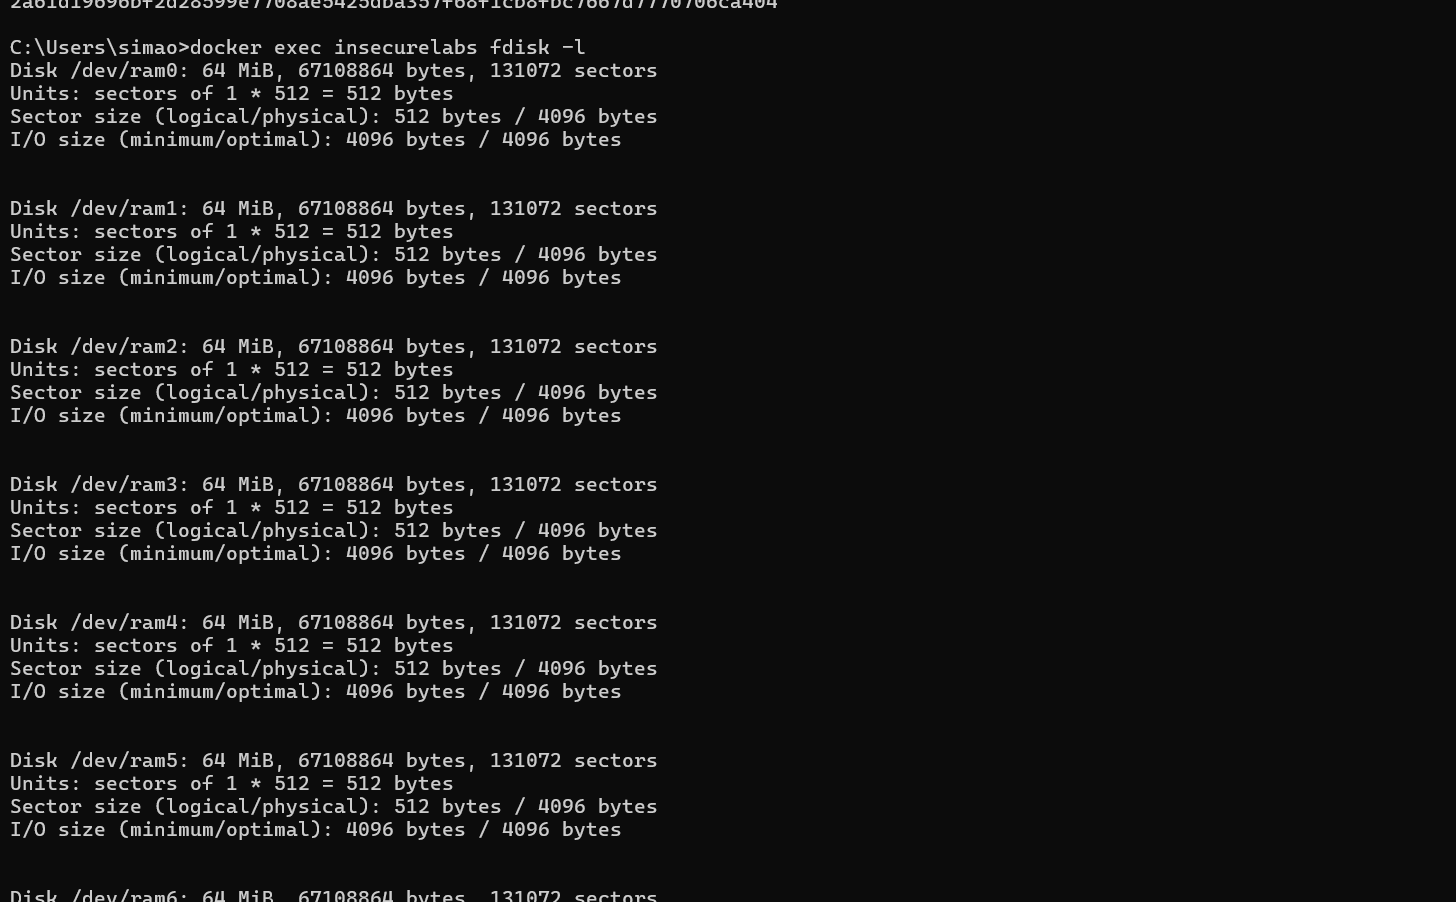 C:\Users\simao>docker exec insecurelabs fdisk -l
Disk /dev/ram0: 64 MiB, 67108864 bytes, 131072 sectors
Units: sectors of 1 * 512 = 512 bytes
Sector size (logical/physical): 512 bytes / 4096 bytes
I/O size (minimum/optimal): 4096 bytes / 4096 bytes
Disk /dev/ram1: 64 MiB, 67108864 bytes, 131072 sectors
Units: sectors of 1 * 512 = 512 bytes
Sector size (logical/physical): 512 bytes / 4096 bytes
I/O size (minimum/optimal): 4096 bytes / 4096 bytes
Disk /dev/ram2: 64 MiB, 67108864 bytes, 131072 sectors
Units: sectors of 1 * 512 = 512 bytes
Sector size (logical/physical): 512 bytes / 4096 bytes
I/O size (minimum/optimal): 4096 bytes / 4096 bytes
Disk /dev/ram3: 64 MiB, 67108864 bytes, 131072 sectors
Units: sectors of 1 * 512 = 512 bytes
Sector size (logical/physical): 512 bytes / 4096 bytes
I/O size (minimum/optimal): 4096 bytes / 4096 bytes
Disk /dev/ram4: 64 MiB, 67108864 bytes, 131072 sectors
Units: sectors of 1 * 512 = 512 bytes
Sector size (logical/physical): 512 bytes / 4096 bytes
I/O size (minimum/optimal): 4096 bytes / 4096 bytes
Disk /dev/ram5: 64 MiB, 67108864 bytes, 131072 sectors
Units: sectors of 1 * 512 = 512 bytes
Sector size (logical/physical): 512 bytes / 4096 bytes
I/O size (minimum/optimal): 4096 bytes / 4096 bytes
Disk /dev/ram6: 64 MiB, 67108864 bytes, 131072 sectors